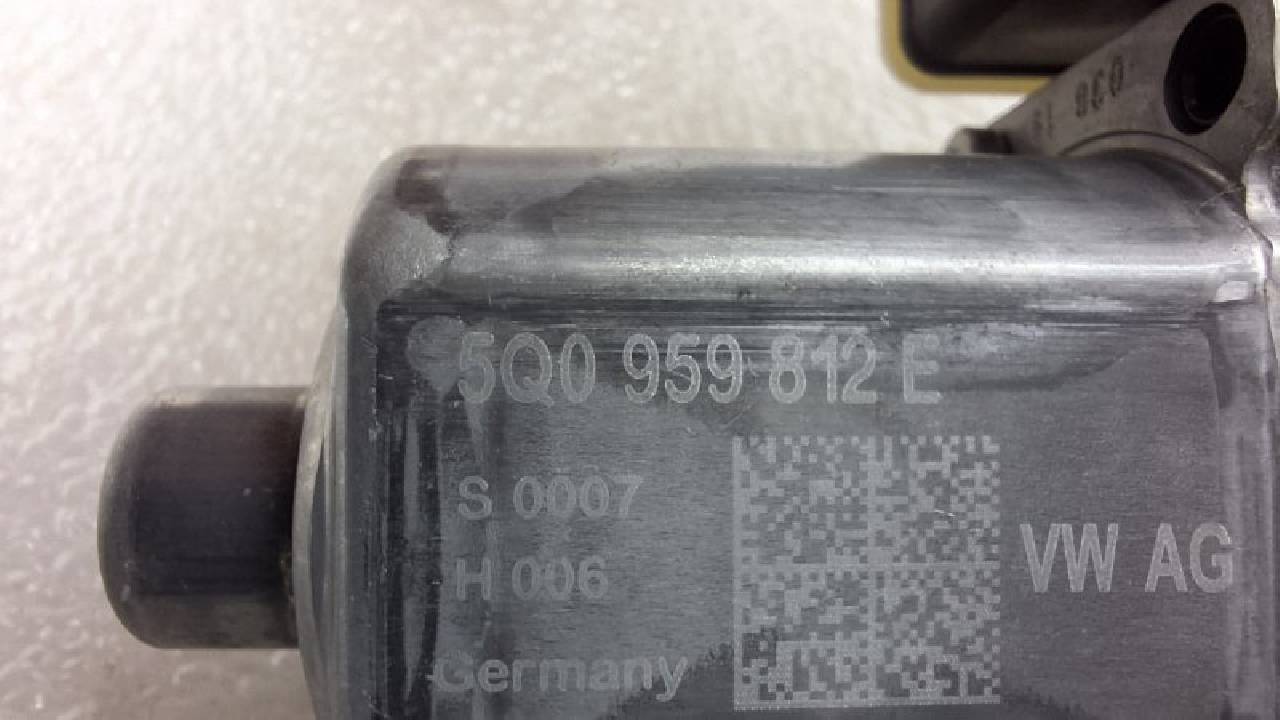 5Q0 959 812 E
S 0007
H 006
VW AG
Germany